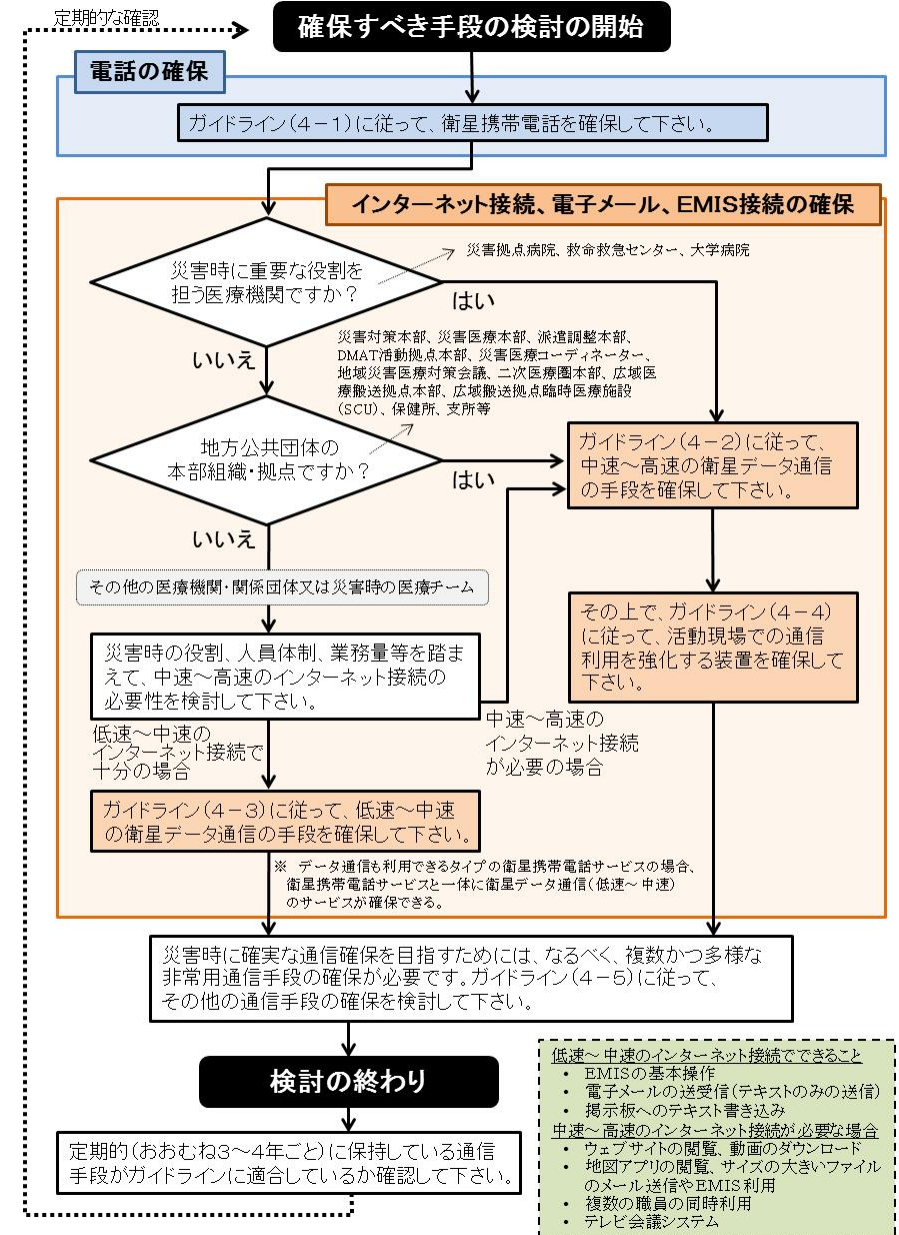 定期的な確認
確保すべき手段の検討の開始
電話の確保
ガイドライン(4-1)に従って、衛星携帯電話を確保して下さい。
インターネット接続、電子メール、EMIS接続の確保
災害時に重要な役割を
担う医療機関ですか?
災害拠点病院、救命救急センター、大学病院
はい
いいえ
災害対策本部、災害医療本部、派遣調整本部、
DMAT活動拠点本部、災害医療コーディネーター、
地域災害医療対策会議、二次医療圏本部、広域医
療搬送拠点本部、広域搬送拠点臨時医療施設
(SCU)、保健所、支所等
地方公共団体の
本部組織・拠点ですか?
はい
いいえ
ガイドライン(4-2)に従って、
中速～高速の衛星データ通信
の手段を確保して下さい。
その他の医療機関・関係団体又は災害時の医療チーム
その上で、ガイドライン(4-4)
に従って、活動現場での通信
利用を強化する装置を確保して
下さい。
災害時の役割、人員体制、業務量等を踏ま
えて、中速～高速のインターネット接続の
必要性を検討して下さい。
低速～中速の
インターネット接続で
十分の場合
中速～高速の
インターネット接続
が必要の場合
ガイドライン(4-3)に従って、低速～中速
の衛星データ通信の手段を確保して下さい。
※ データ通信も利用できるタイプの衛星携帯電話サービスの場合、
衛星携帯電話サービスと一体に衛星データ通信(低速～中速)
のサービスが確保できる。
災害時に確実な通信確保を目指すためには、なるべく、複数かつ多様な
非常用通信手段の確保が必要です。ガイドライン(4-5)に従って、
その他の通信手段の確保を検討して下さい。
検討の終わり
定期的(おおむね3～4年ごと)に保持している通信
手段がガイドラインに適合しているか確認して下さい。
低速～中速のインターネット接続でできること
• EMISの基本操作
• 電子メールの送受信(テキストのみの送信)
• 掲示板へのテキスト書き込み
中速～高速のインターネット接続が必要な場合
• ウェブサイトの閲覧、動画のダウンロード
• 地図アプリの閲覧、サイズの大きいファイル
のメール送信やEMIS利用
• 複数の職員の同時利用
• テレビ会議システム